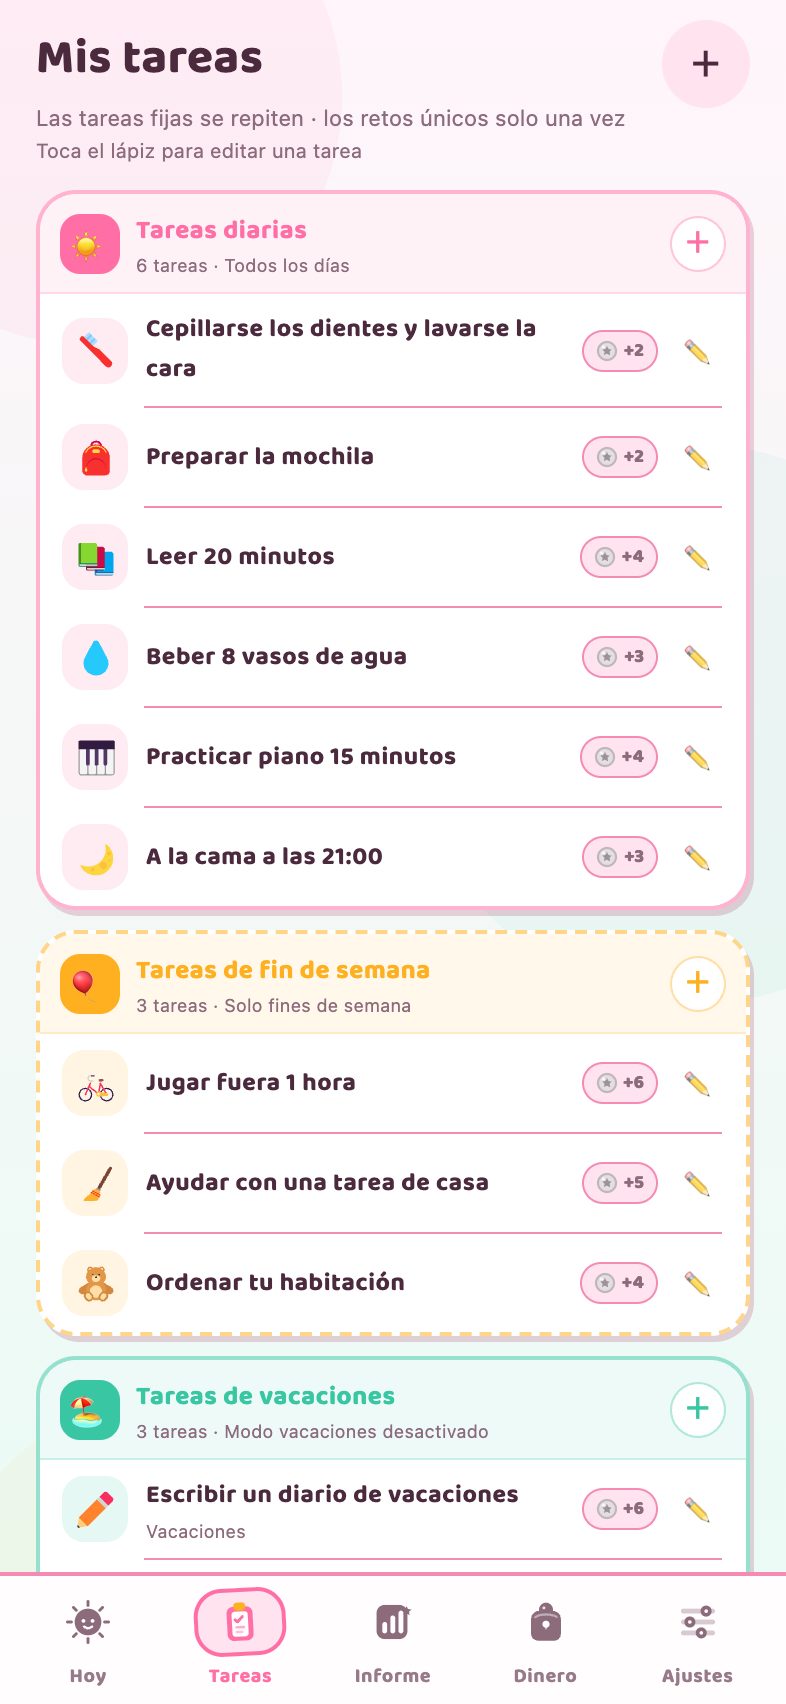 Mis tareas
Las tareas fijas se repiten · los retos únicos solo una vez
Toca el lápiz para editar una tarea
Tareas diarias
6 tareas · Todos los días
Cepillarse los dientes y lavarse la
cara
+2
Preparar la mochila
+2
Leer 20 minutos
+4
Beber 8 vasos de agua
+3
Practicar piano 15 minutos
+4
A la cama a las 21:00
+3
Tareas de fin de semana
3 tareas · Solo fines de semana
Jugar fuera 1 hora
+6
Ayudar con una tarea de casa
+5
Ordenar tu habitación
+4
Tareas de vacaciones
3 tareas · Modo vacaciones desactivado
Escribir un diario de vacaciones
+6
Vacaciones
Hoy
Tareas
Informe
Dinero
Ajustes